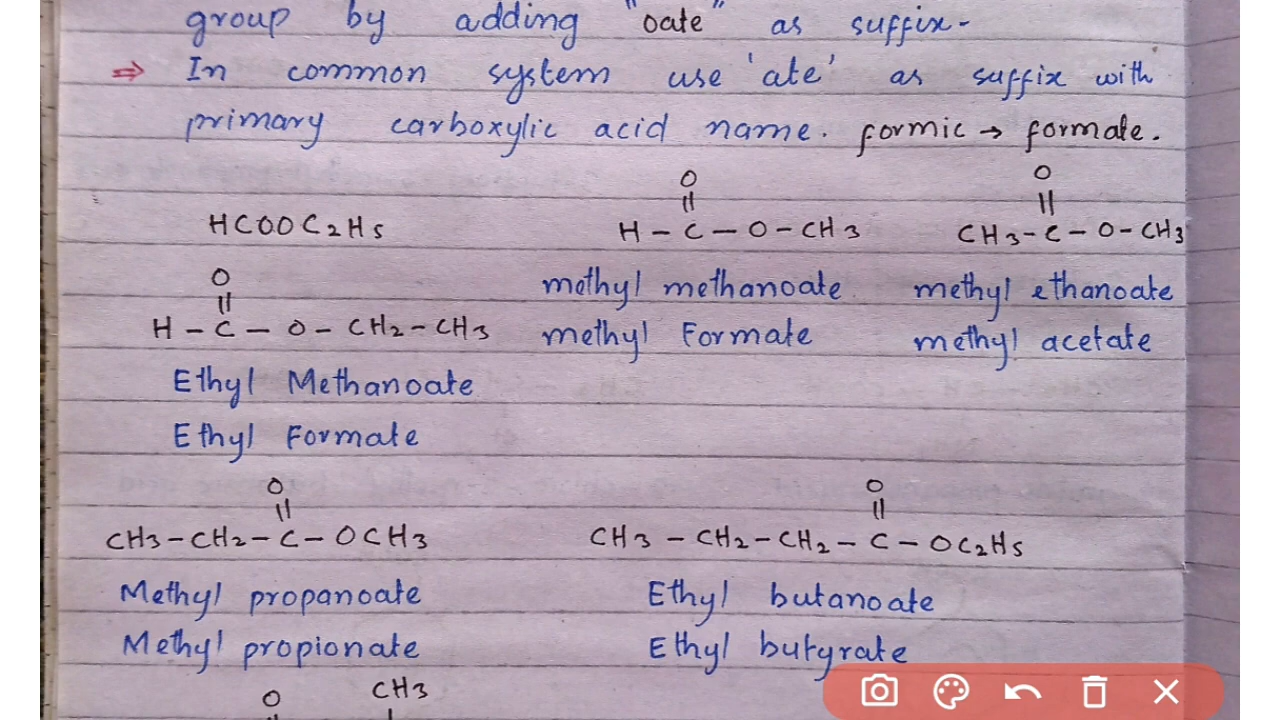 group by adding "oate" as suffix-
⇒ In common system use 'ate' as suffix with
primary carboxylic acid name. formic → formate.
HCOOC2H5
O
||
H - C - O - CH3
O
||
CH3 - C - O - CH3
methyl methanoate
methyl Formate
methyl ethanoate
methyl acetate
O
||
H - C - O - CH2 - CH3
Ethyl Methanoate
Ethyl Formate
O
||
CH3 - CH2 - C - OCH3
Methyl propanoate
Methyl propionate
O
||
CH3 - CH2 - CH2 - C - OC2H5
Ethyl butanoate
Ethyl butyrate
O
CH3